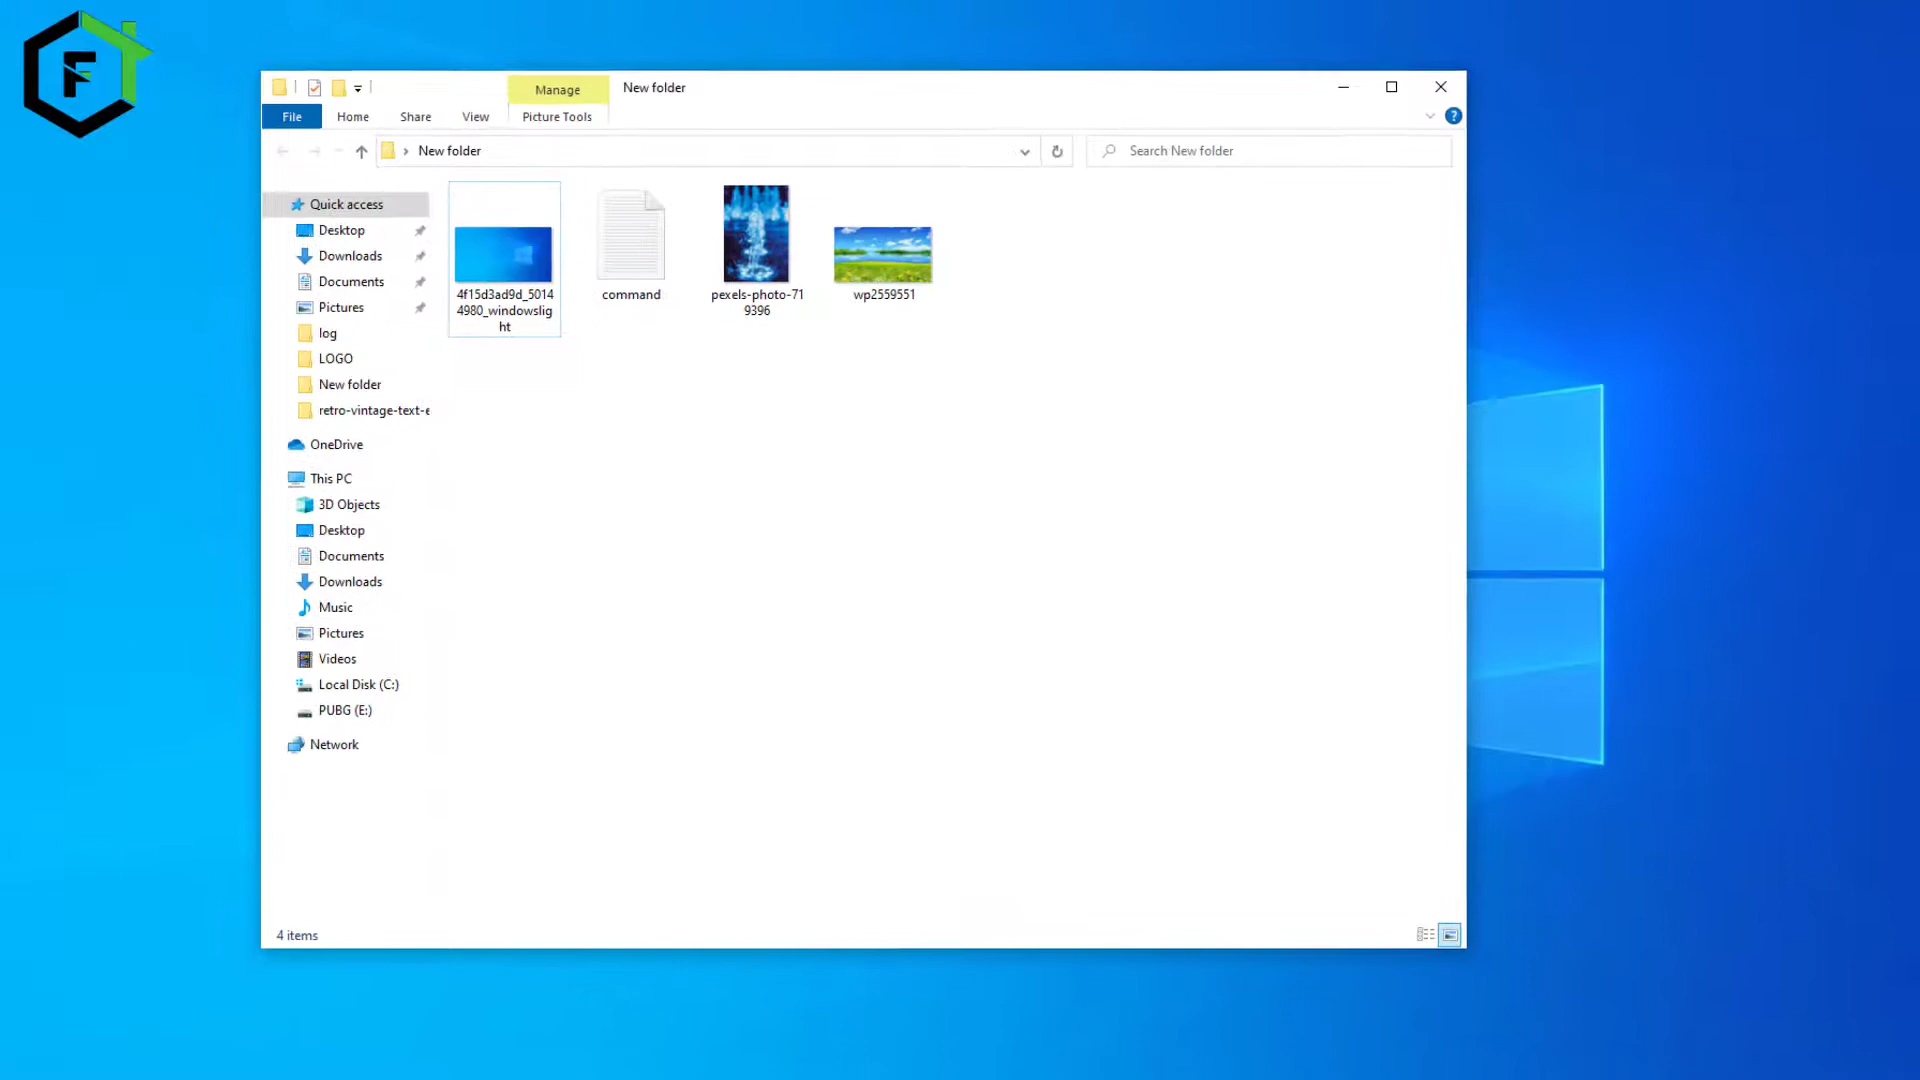 F
Manage
New folder
File
Home
Share
View
Picture Tools
?
New folder
Search New folder
Quick access
Desktop
Downloads
Documents
Pictures
log
LOGO
New folder
retro-vintage-text-e
OneDrive
This PC
3D Objects
Desktop
Documents
Downloads
Music
Pictures
Videos
Local Disk (C:)
PUBG (E:)
Network
4f15d3ad9d_5014
4980_windowslig
ht
command
pexels-photo-71
9396
wp2559551
4 items